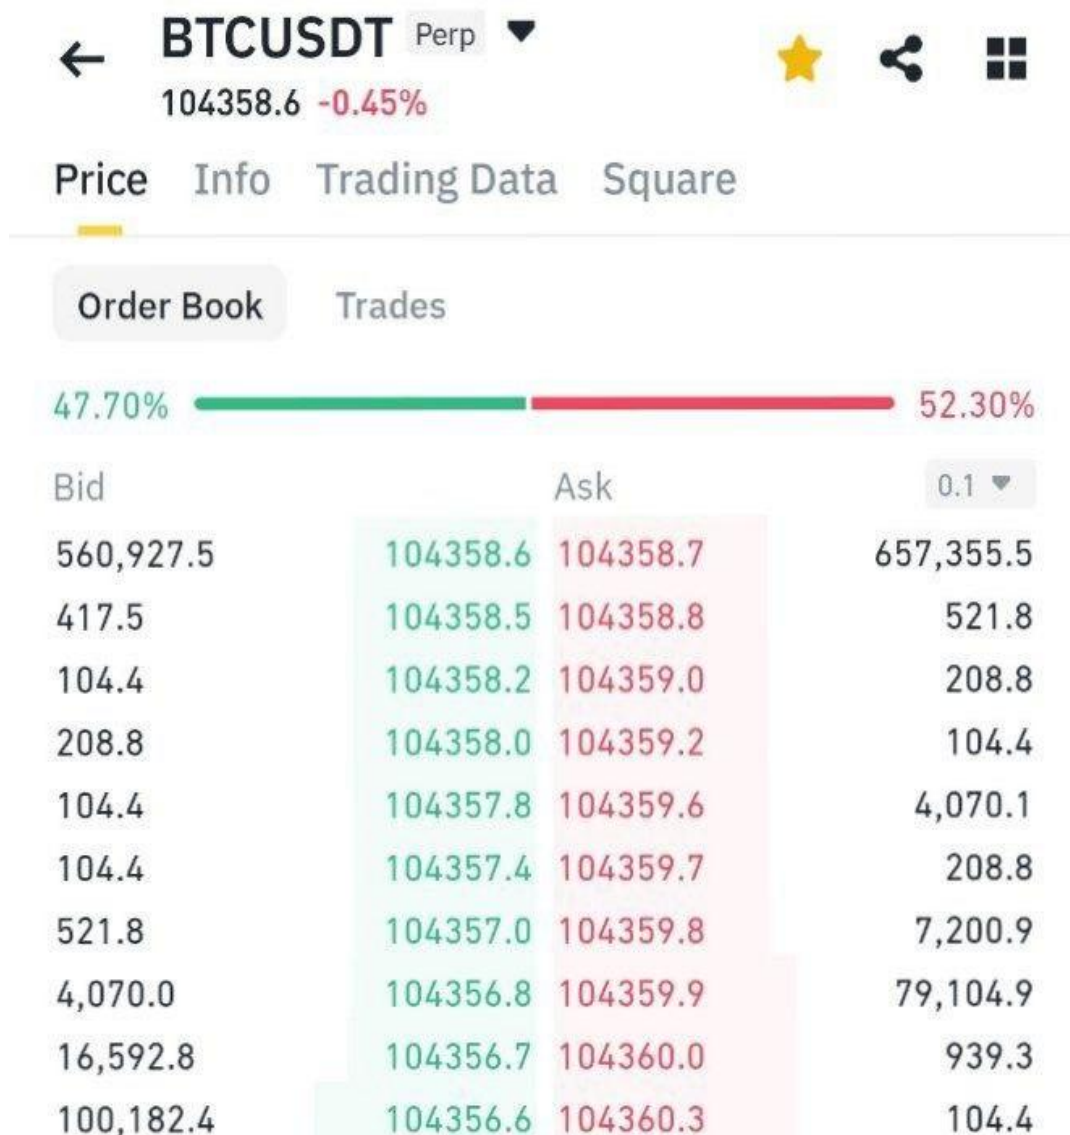 BTCUSDT Perp
104358.6 -0.45%
Price Info Trading Data Square
Order Book Trades
47.70% 52.30%
Bid Ask 0.1
560,927.5 104358.6 104358.7 657,355.5
417.5 104358.5 104358.8 521.8
104.4 104358.2 104359.0 208.8
208.8 104358.0 104359.2 104.4
104.4 104357.8 104359.6 4,070.1
104.4 104357.4 104359.7 208.8
521.8 104357.0 104359.8 7,200.9
4,070.0 104356.8 104359.9 79,104.9
16,592.8 104356.7 104360.0 939.3
100,182.4 104356.6 104360.3 104.4